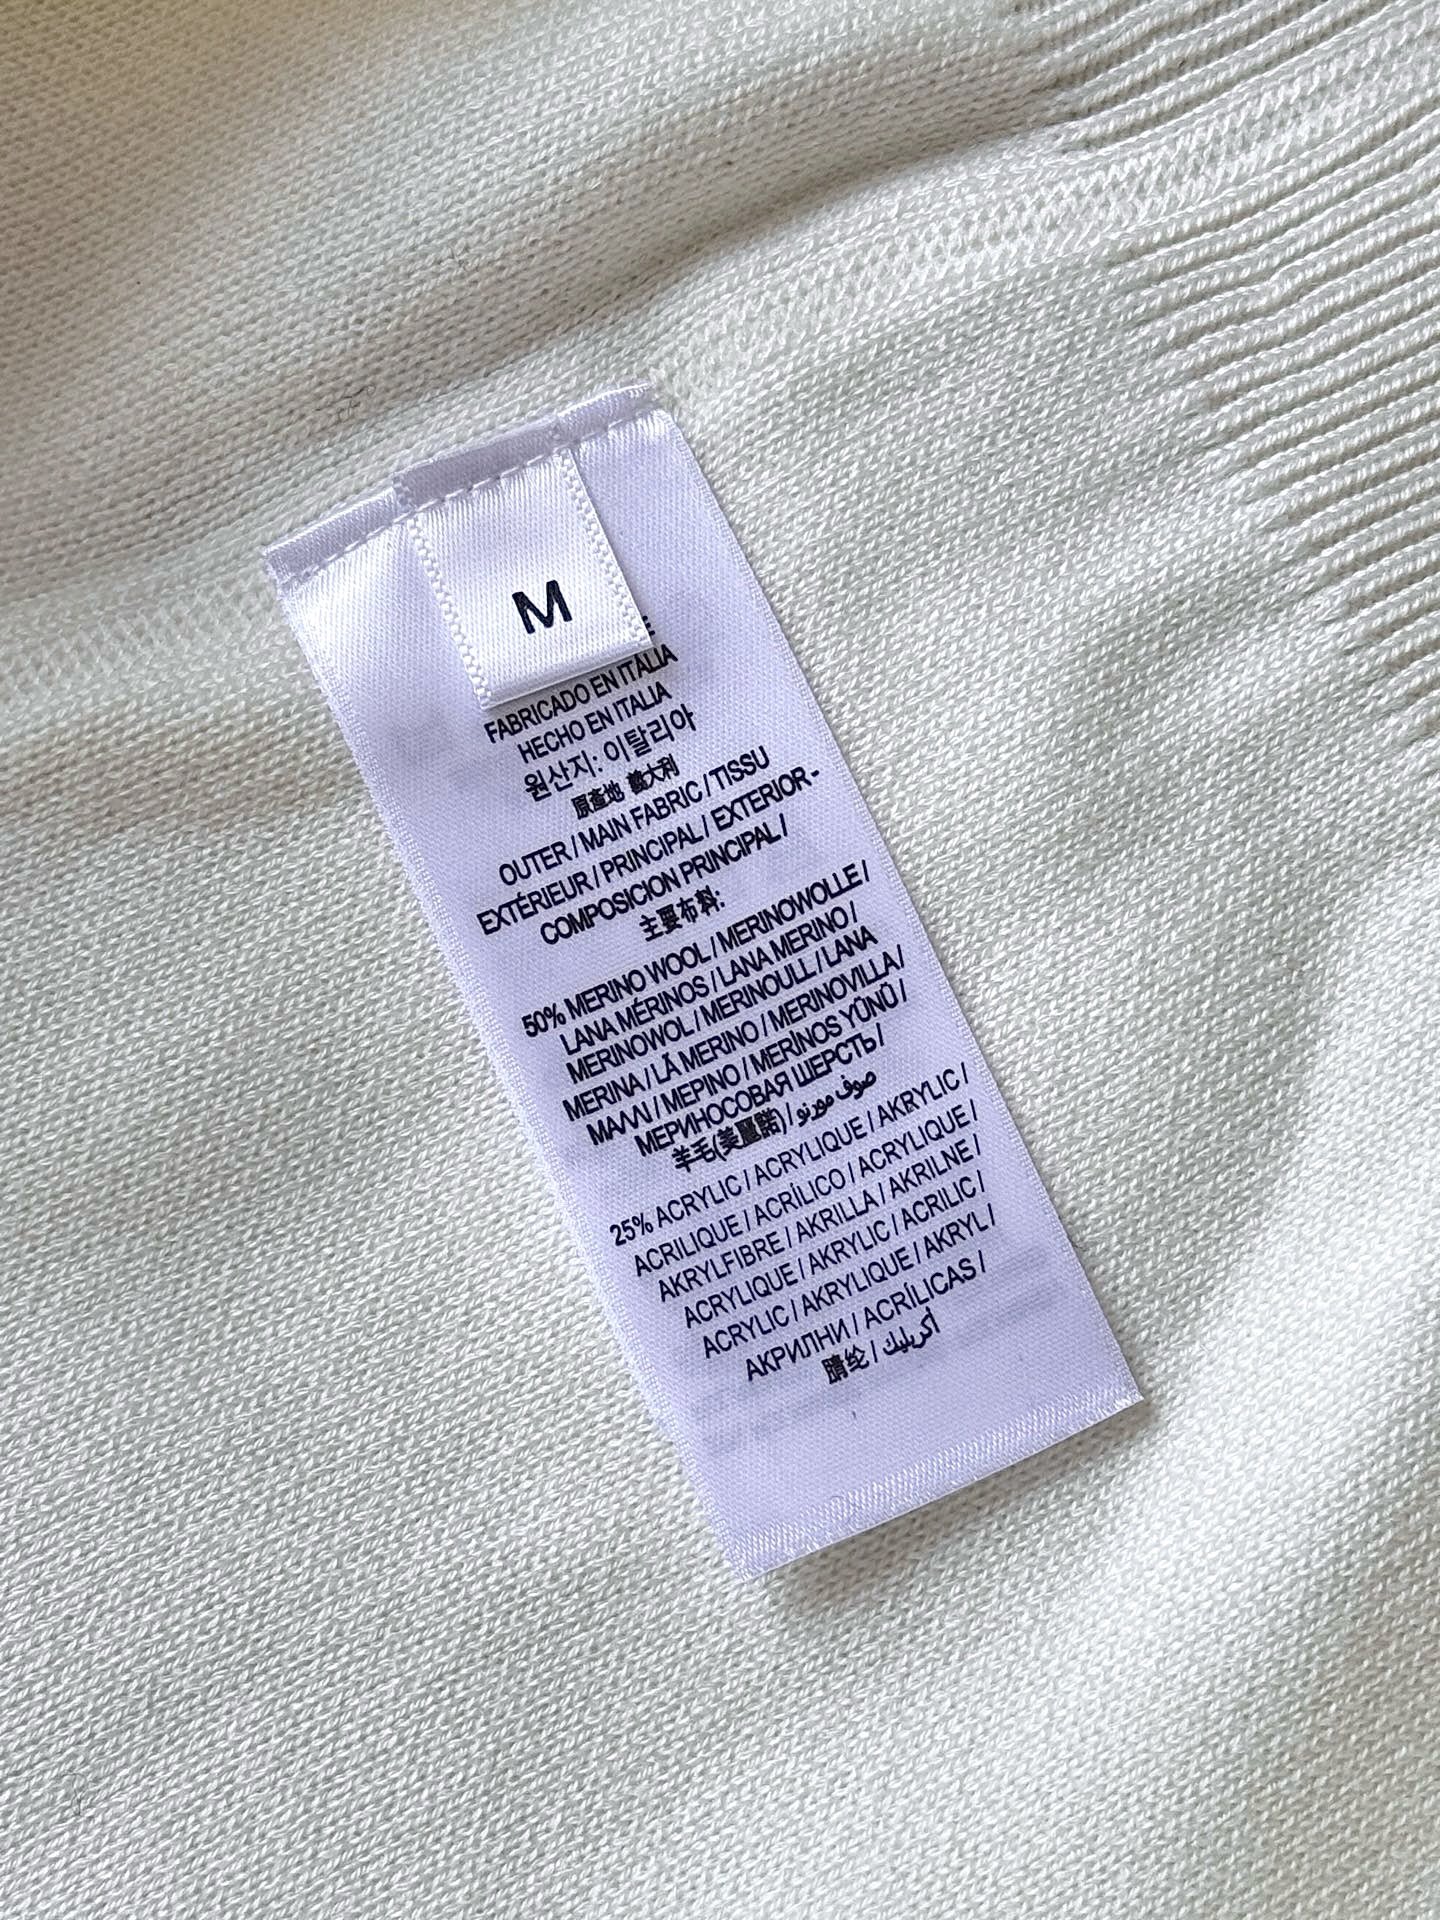 M
FABRICADO EN ITALIA
HECHO EN ITALIA
원산지: 이탈리아
原產地 義大利
OUTER / MAIN FABRIC / TISSU
EXTÉRIEUR / PRINCIPAL / EXTERIOR -
COMPOSICION PRINCIPAL /
主要布料:
50% MERINO WOOL / MERINOWOLLE /
LANA MÉRINOS / LANA MERINO /
MERINOWOL / MERINOULL / LANA
MERINA / LÃ MERINO / MERINOVILLA /
MAΛΛI / МЕРІNO / MERİNOS YÜNÜ /
МЕРИНОСОВАЯ ШЕРСТЬ /
羊毛(美麗諾) / صوف مورنو
25% ACRYLIC / ACRYLIQUE / AKRYLIC /
ACRILIQUE / ACRÍLICO / ACRYLIQUE /
AKRYLFIBRE / AKRILLA / AKRILNE /
ACRYLIQUE / AKRYLIC / ACRILIC /
ACRYLIC / AKRYLIQUE / AKRYL /
АКРИЛНИ / ACRÍLICAS /
腈纶 / أكريليك